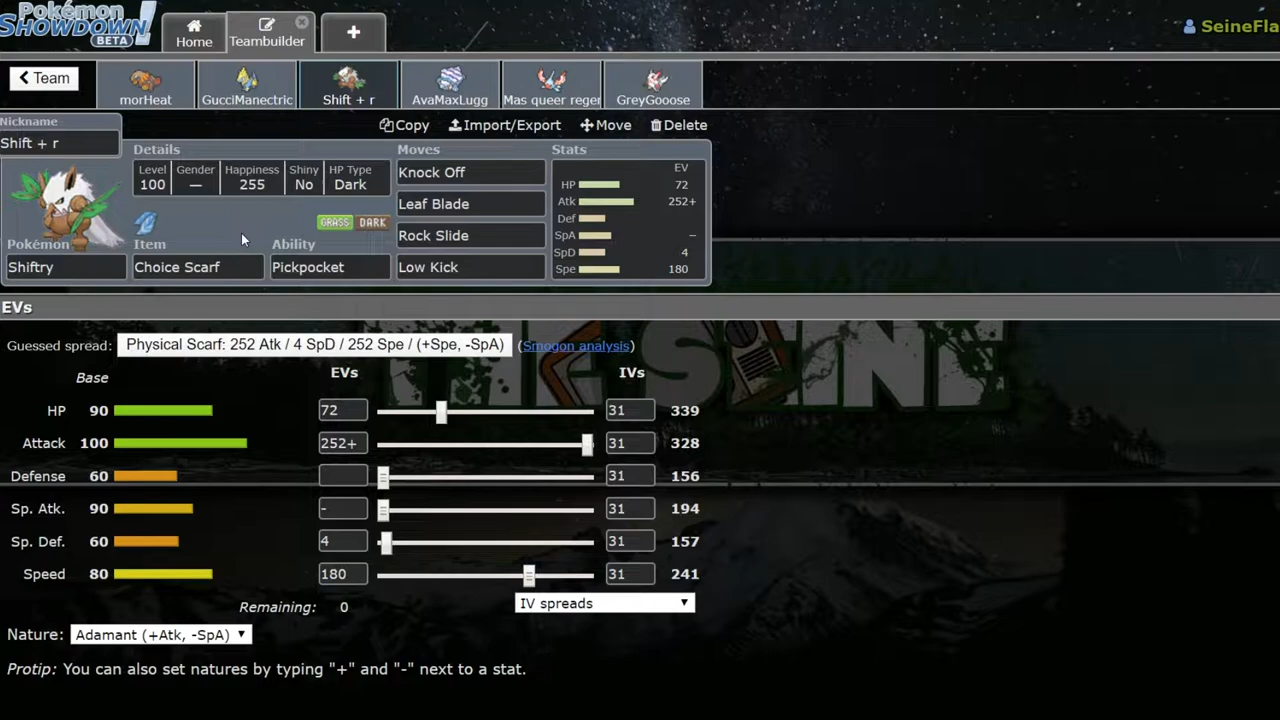 Pokémon
SHOWDOWN!
BETA
Home
Teambuilder
SeineFla
Team
morHeat
GucciManectric
Shift + r
AvaMaxLugg
Mas queer reger
GreyGooose
Nickname
Shift + r
Copy
Import/Export
Move
Delete
Details
Moves
Stats
Level
100
Gender
—
Happiness
255
Shiny
No
HP Type
Dark
GRASS DARK
Pokémon
Shiftry
Item
Choice Scarf
Ability
Pickpocket
Knock Off
Leaf Blade
Rock Slide
Low Kick
EV
HP 72
Atk 252+
Def
SpA –
SpD 4
Spe 180
EVs
Guessed spread: Physical Scarf: 252 Atk / 4 SpD / 252 Spe / (+Spe, -SpA) (Smogon analysis)
Base EVs IVs
HP 90 72 31 339
Attack 100 252+ 31 328
Defense 60 31 156
Sp. Atk. 90 - 31 194
Sp. Def. 60 4 31 157
Speed 80 180 31 241
Remaining: 0 IV spreads
Nature: Adamant (+Atk, -SpA)
Protip: You can also set natures by typing "+" and "-" next to a stat.
SEINE